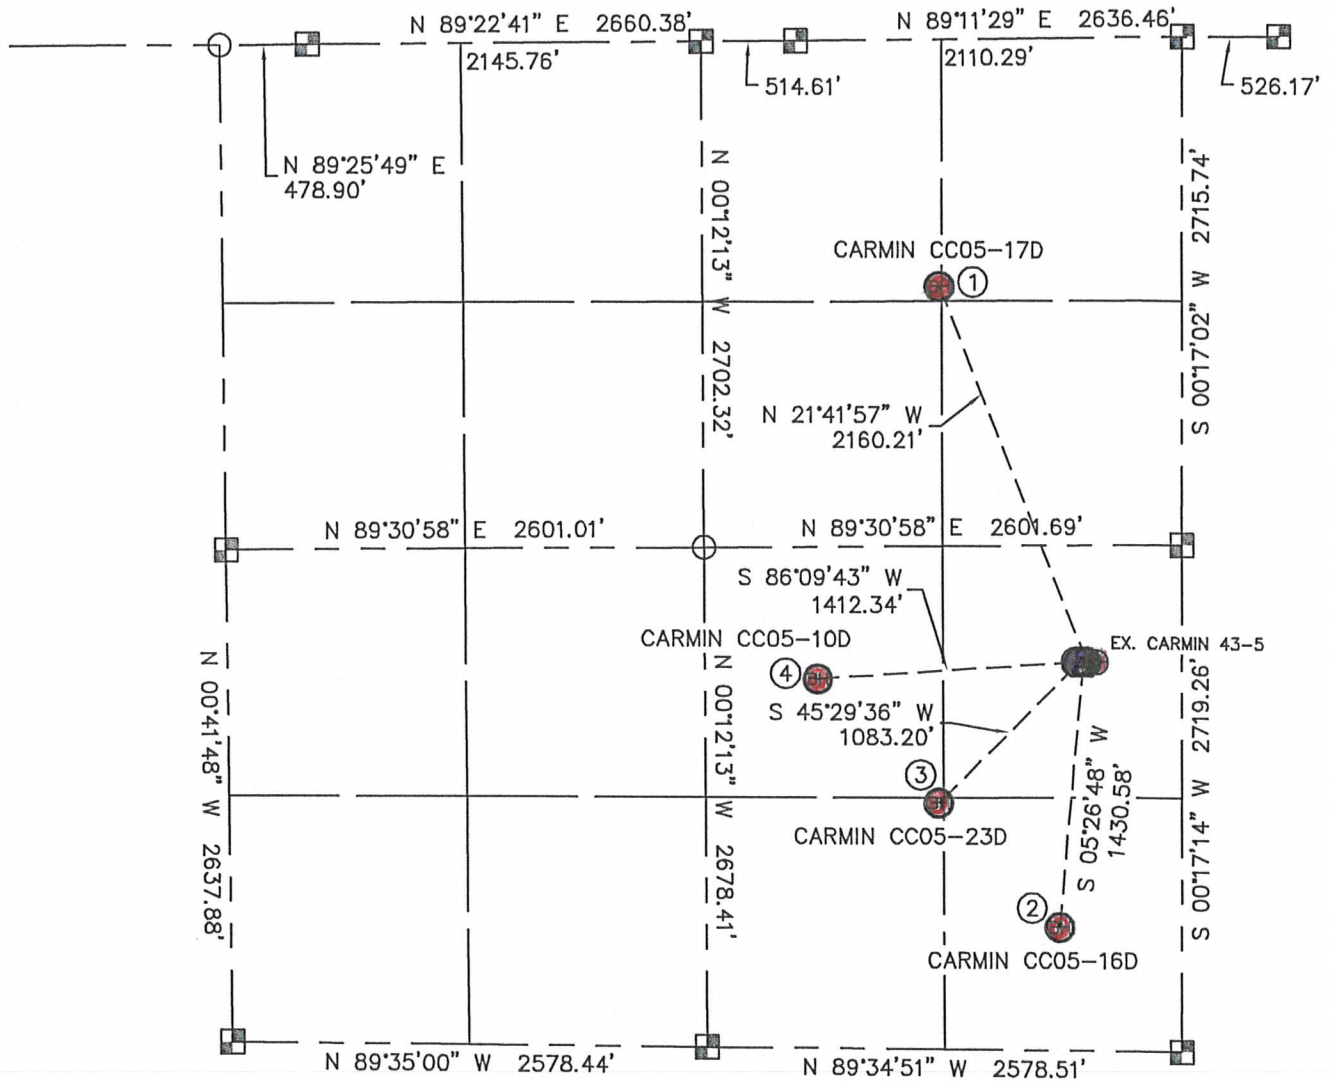 N 89°22'41" E 2660.38'
N 89°11'29" E 2636.46'
2145.76'
2110.29'
514.61'
526.17'
N 89°25'49" E
478.90'
N 00°12'13" W 2702.32'
S 00°17'02" W 2715.74'
CARMIN CC05-17D
1
N 21°41'57" W
2160.21'
N 89°30'58" E 2601.01'
N 89°30'58" E 2601.69'
S 86°09'43" W
1412.34'
CARMIN CC05-10D
EX. CARMIN 43-5
4
S 45°29'36" W
1083.20'
N 00°41'48" W 2637.88'
N 00°12'13" W 2678.41'
S 05°26'48" W
1430.58'
S 00°17'14" W 2719.26'
3
CARMIN CC05-23D
2
CARMIN CC05-16D
N 89°35'00" W 2578.44'
N 89°34'51" W 2578.51'